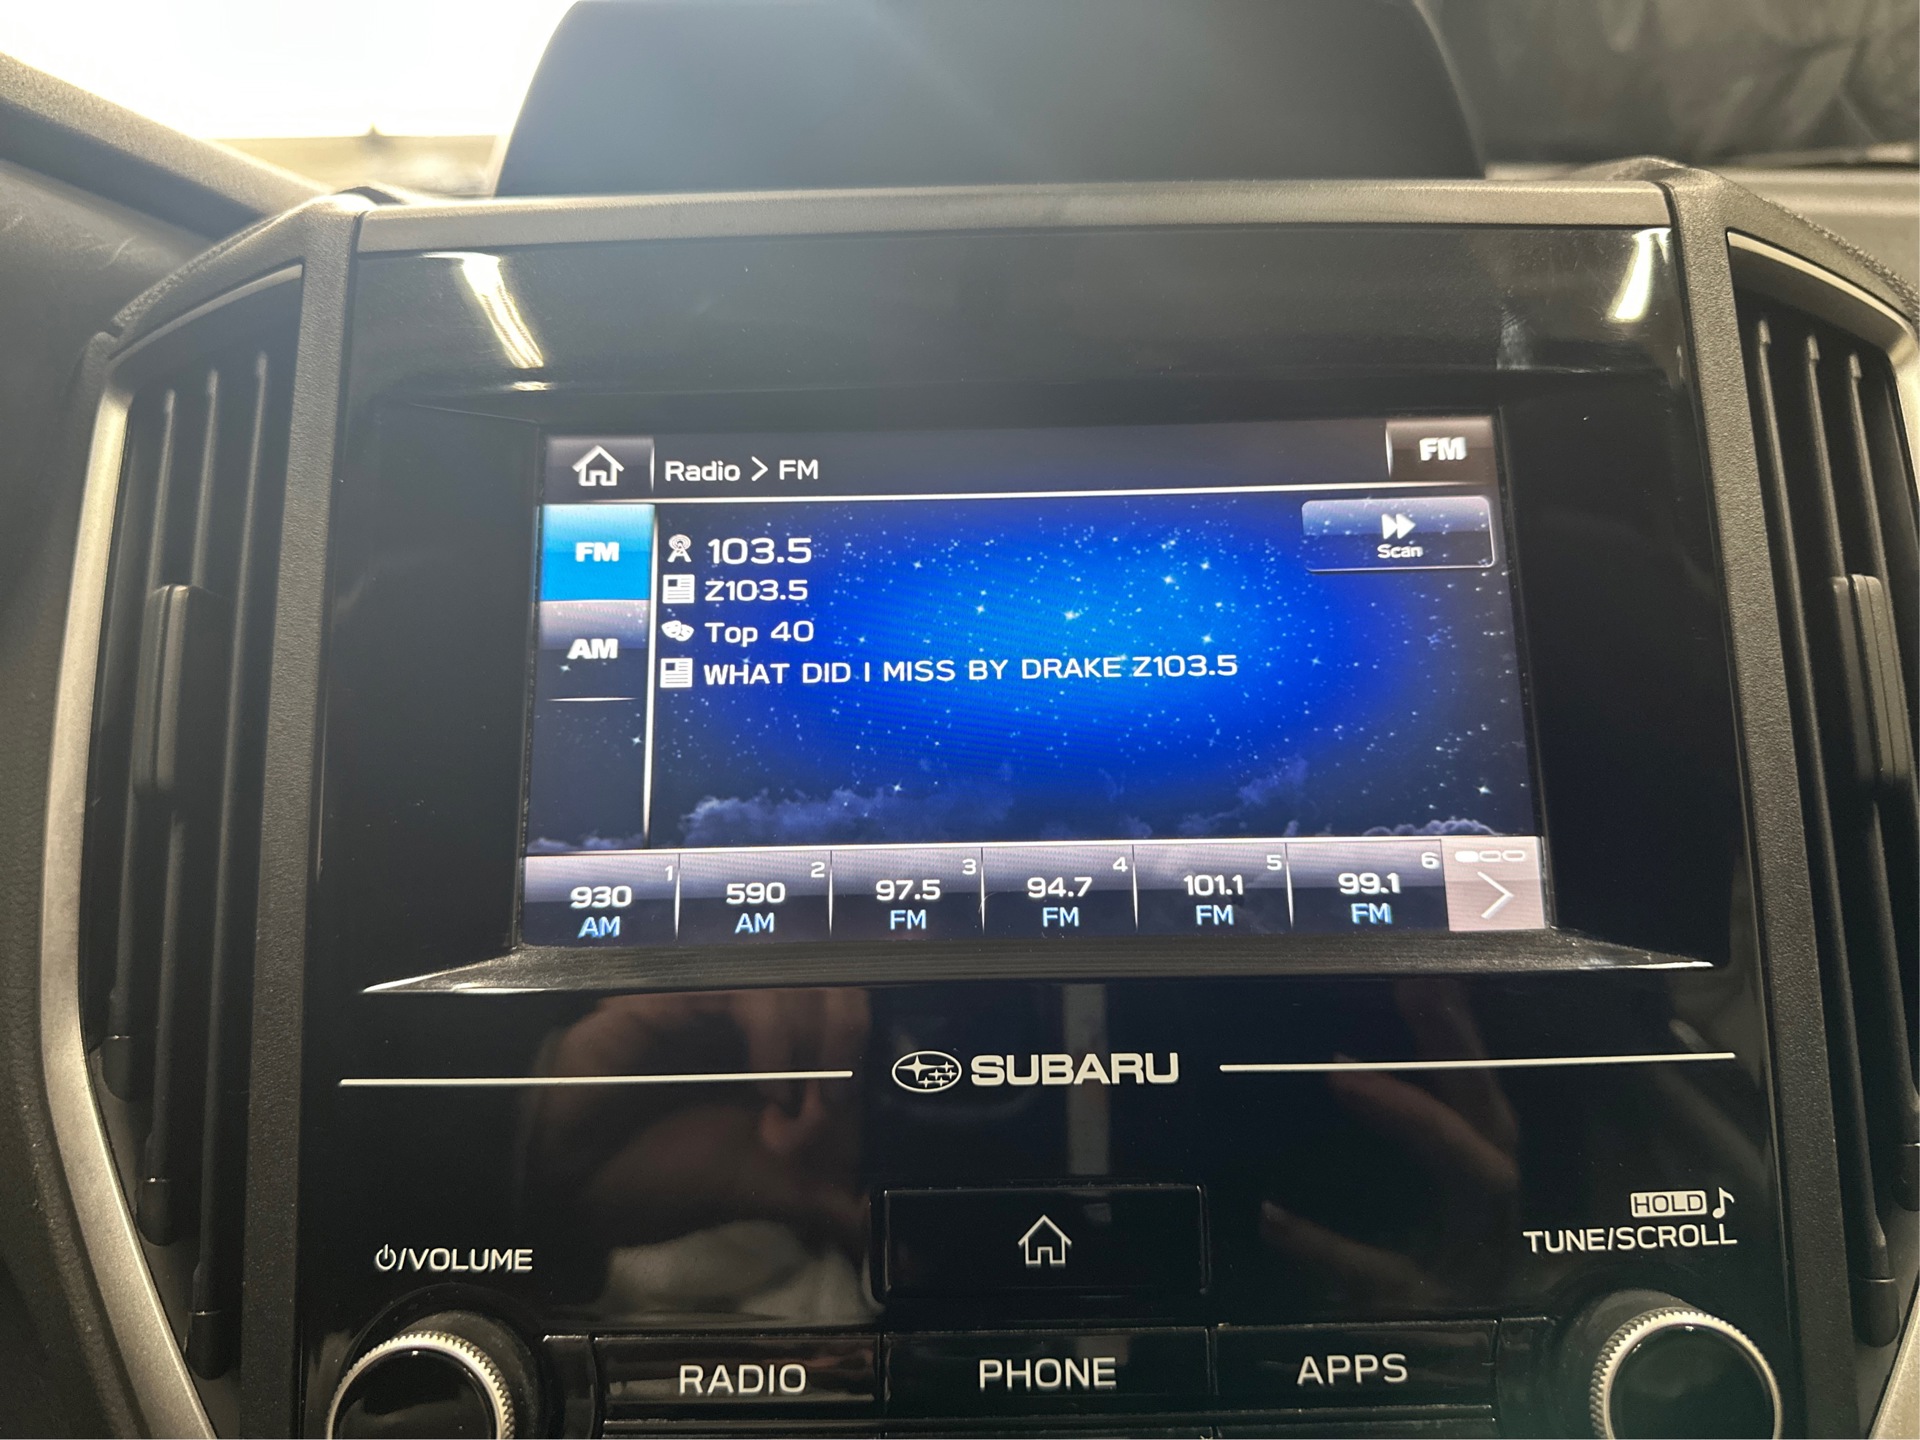 Radio > FM
FM
FM
103.5
Scan
Z103.5
AM
Top 40
WHAT DID I MISS BY DRAKE Z103.5
1 2 3 4 5 6
930 590 97.5 94.7 101.1 99.1
AM AM FM FM FM FM
SUBARU
HOLD
TUNE/SCROLL
/VOLUME
RADIO PHONE APPS